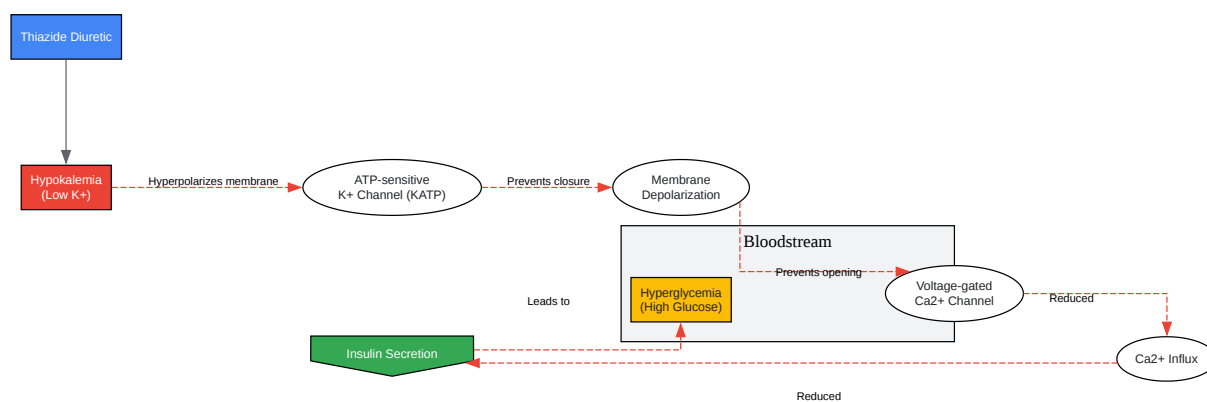 Thiazide Diuretic
Hypokalemia
(Low K+)
Hyperpolarizes membrane
ATP-sensitive
K+ Channel (KATP)
Prevents closure
Membrane
Depolarization
Bloodstream
Prevents opening
Hyperglycemia
(High Glucose)
Voltage-gated
Ca2+ Channel
Reduced
Leads to
Insulin Secretion
Ca2+ Influx
Reduced